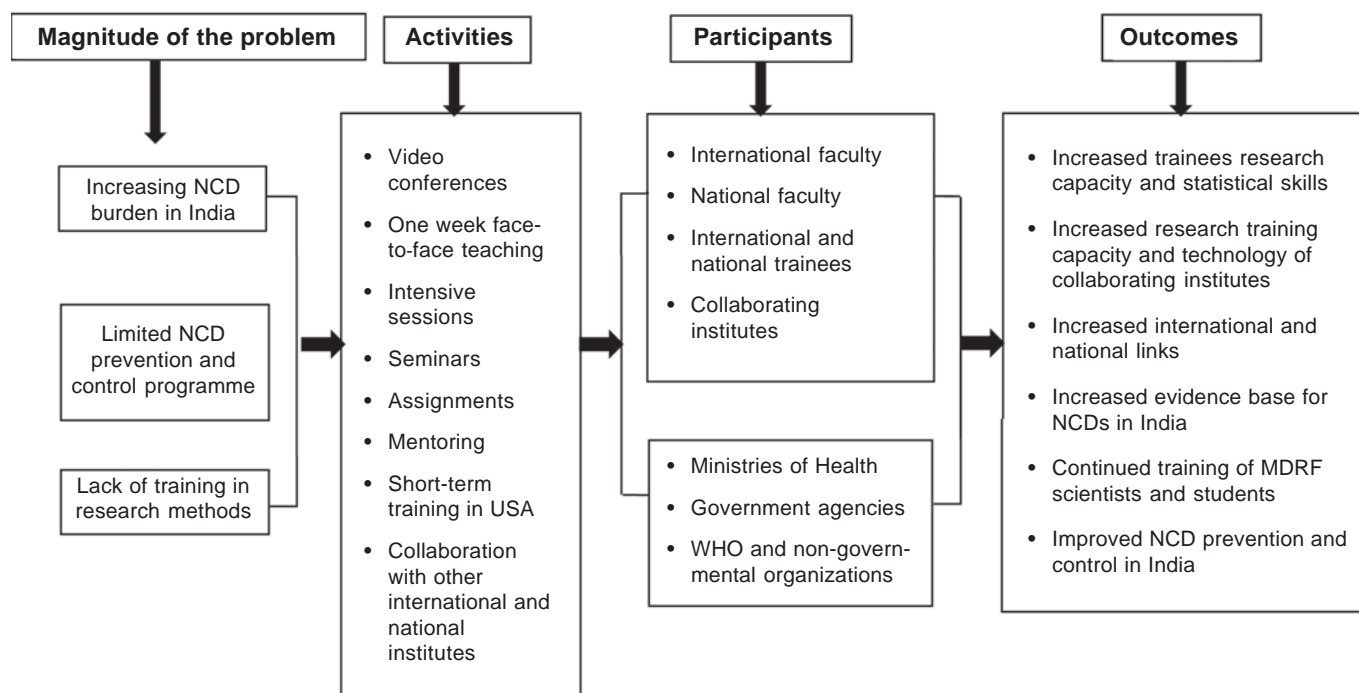 Magnitude of the problem
Activities
Participants
Outcomes
Increasing NCD
burden in India
Limited NCD
prevention and
control programme
Lack of training in
research methods
• Video
conferences
• One week face-
to-face teaching
• Intensive
sessions
• Seminars
• Assignments
• Mentoring
• Short-term
training in USA
• Collaboration
with other
international and
national
institutes
• International faculty
• National faculty
• International and
national trainees
• Collaborating
institutes
• Ministries of Health
• Government agencies
• WHO and non-govern-
mental organizations
• Increased trainees research
capacity and statistical skills
• Increased research training
capacity and technology of
collaborating institutes
• Increased international and
national links
• Increased evidence base for
NCDs in India
• Continued training of MDRF
scientists and students
• Improved NCD prevention and
control in India